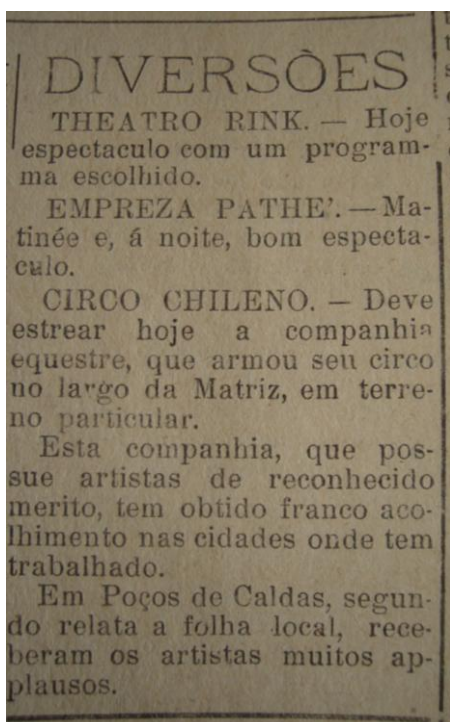 DIVERSÕES
THEATRO RINK. — Hoje
espectaculo com um program-
ma escolhido.
EMPREZA PATHE'. — Ma-
tinée e, á noite, bom especta-
culo.
CIRCO CHILENO. — Deve
estrear hoje a companhia
equestre, que armou seu circo
no largo da Matriz, em terre-
no particular.
Esta companhia, que pos-
sue artistas de reconhecido
merito, tem obtido franco aco-
lhimento nas cidades onde tem
trabalhado.
Em Poços de Caldas, segun-
do relata a folha local, rece-
beram os artistas muitos ap-
plausos.